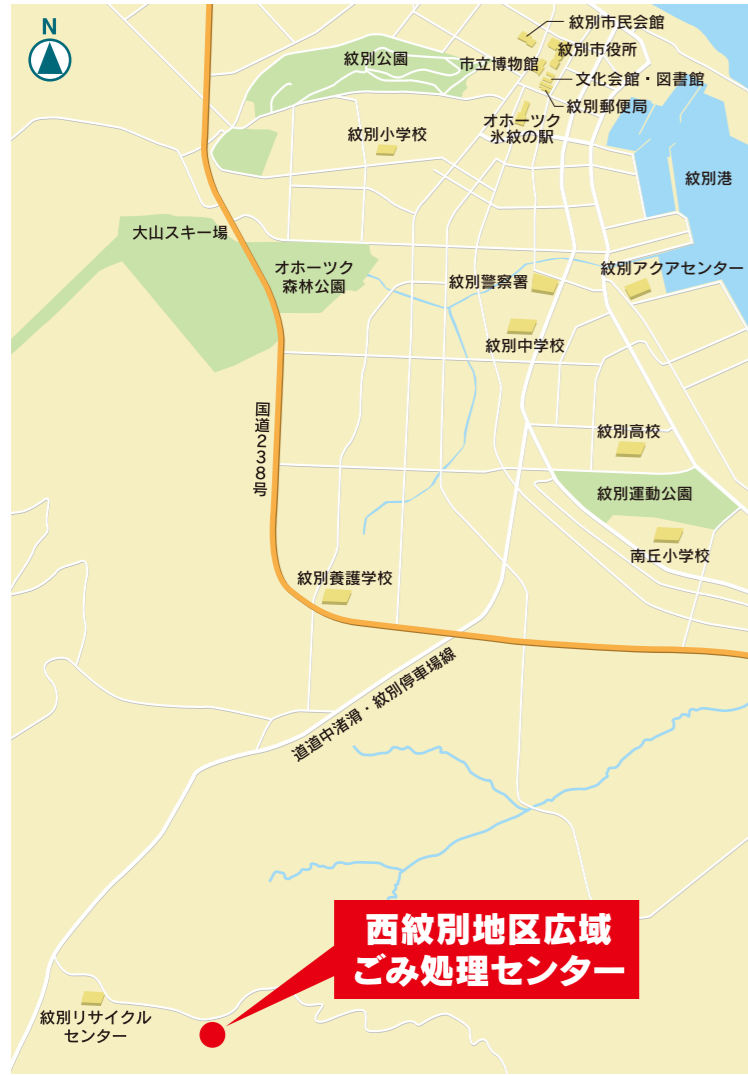 N
紋別市民会館
紋別公園
紋別市役所
市立博物館
文化会館・図書館
紋別郵便局
オホーツク
氷紋の駅
紋別小学校
紋別港
大山スキー場
オホーツク
森林公園
紋別警察署
紋別アクアセンター
紋別中学校
国道238号
紋別高校
紋別運動公園
南丘小学校
紋別養護学校
道道中渚滑・紋別停車場線
西紋別地区広域
ごみ処理センター
紋別リサイクル
センター